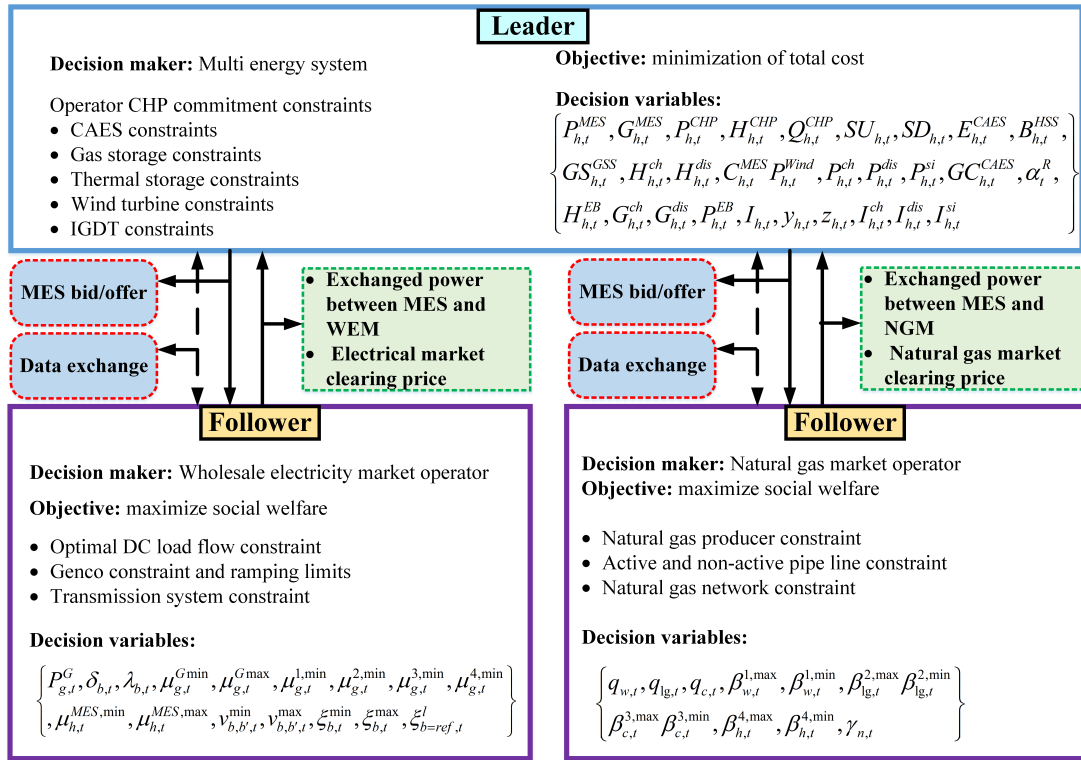 Leader
Decision maker: Multi energy system
Operator CHP commitment constraints
• CAES constraints
• Gas storage constraints
• Thermal storage constraints
• Wind turbine constraints
• IGDT constraints
Objective: minimization of total cost
Decision variables:
{P_{h,t}^{MES}, G_{h,t}^{MES}, P_{h,t}^{CHP}, H_{h,t}^{CHP}, Q_{h,t}^{CHP}, SU_{h,t}, SD_{h,t}, E_{h,t}^{CAES}, B_{h,t}^{HSS},
GS_{h,t}^{GSS}, H_{h,t}^{ch}, H_{h,t}^{dis}, C_{h,t}^{MES} P_{h,t}^{Wind}, P_{h,t}^{ch}, P_{h,t}^{dis}, P_{h,t}^{si}, GC_{h,t}^{CAES}, α_t^R,
H_{h,t}^{EB}, G_{h,t}^{ch}, G_{h,t}^{dis}, P_{h,t}^{EB}, I_{h,t}, y_{h,t}, z_{h,t}, I_{h,t}^{ch}, I_{h,t}^{dis}, I_{h,t}^{si}}
MES bid/offer
Data exchange
• Exchanged power
between MES and
WEM
• Electrical market
clearing price
MES bid/offer
Data exchange
• Exchanged power
between MES and
NGM
• Natural gas market
clearing price
Follower
Decision maker: Wholesale electricity market operator
Objective: maximize social welfare
• Optimal DC load flow constraint
• Genco constraint and ramping limits
• Transmission system constraint
Decision variables:
{P_{g,t}^G, δ_{b,t}, λ_{b,t}, μ_{g,t}^{G min}, μ_{g,t}^{G max}, μ_{g,t}^{1,min}, μ_{g,t}^{2,min}, μ_{g,t}^{3,min}, μ_{g,t}^{4,min}
, μ_{h,t}^{MES,min}, μ_{h,t}^{MES,max}, ν_{b,b',t}^{min}, ν_{b,b',t}^{max}, ξ_{b,t}^{min}, ξ_{b,t}^{max}, ξ_{b=ref,t}^l}
Follower
Decision maker: Natural gas market operator
Objective: maximize social welfare
• Natural gas producer constraint
• Active and non-active pipe line constraint
• Natural gas network constraint
Decision variables:
{q_{w,t}, q_{lg,t}, q_{c,t}, β_{w,t}^{1,max}, β_{w,t}^{1,min}, β_{lg,t}^{2,max} β_{lg,t}^{2,min}
β_{c,t}^{3,max} β_{c,t}^{3,min}, β_{h,t}^{4,max}, β_{h,t}^{4,min}, γ_{n,t}}